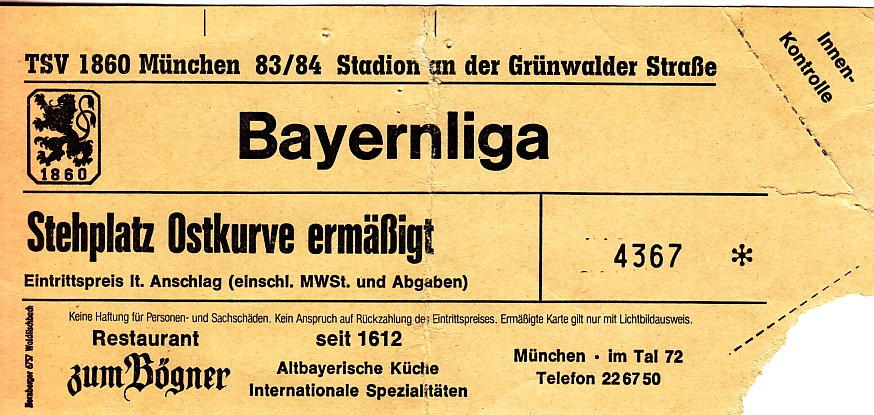 TSV 1860 München 83/84 Stadion an der Grünwalder Straße
Innen-
Kontrolle
1860
Bayernliga
Stehplatz Ostkurve ermäßigt
4367 *
Eintrittspreis lt. Anschlag (einschl. MWSt. und Abgaben)
Keine Haftung für Personen- und Sachschäden. Kein Anspruch auf Rückzahlung des Eintrittspreises. Ermäßigte Karte gilt nur mit Lichtbildausweis.
Restaurant
zum Bögner
seit 1612
Altbayerische Küche
Internationale Spezialitäten
München · im Tal 72
Telefon 226750